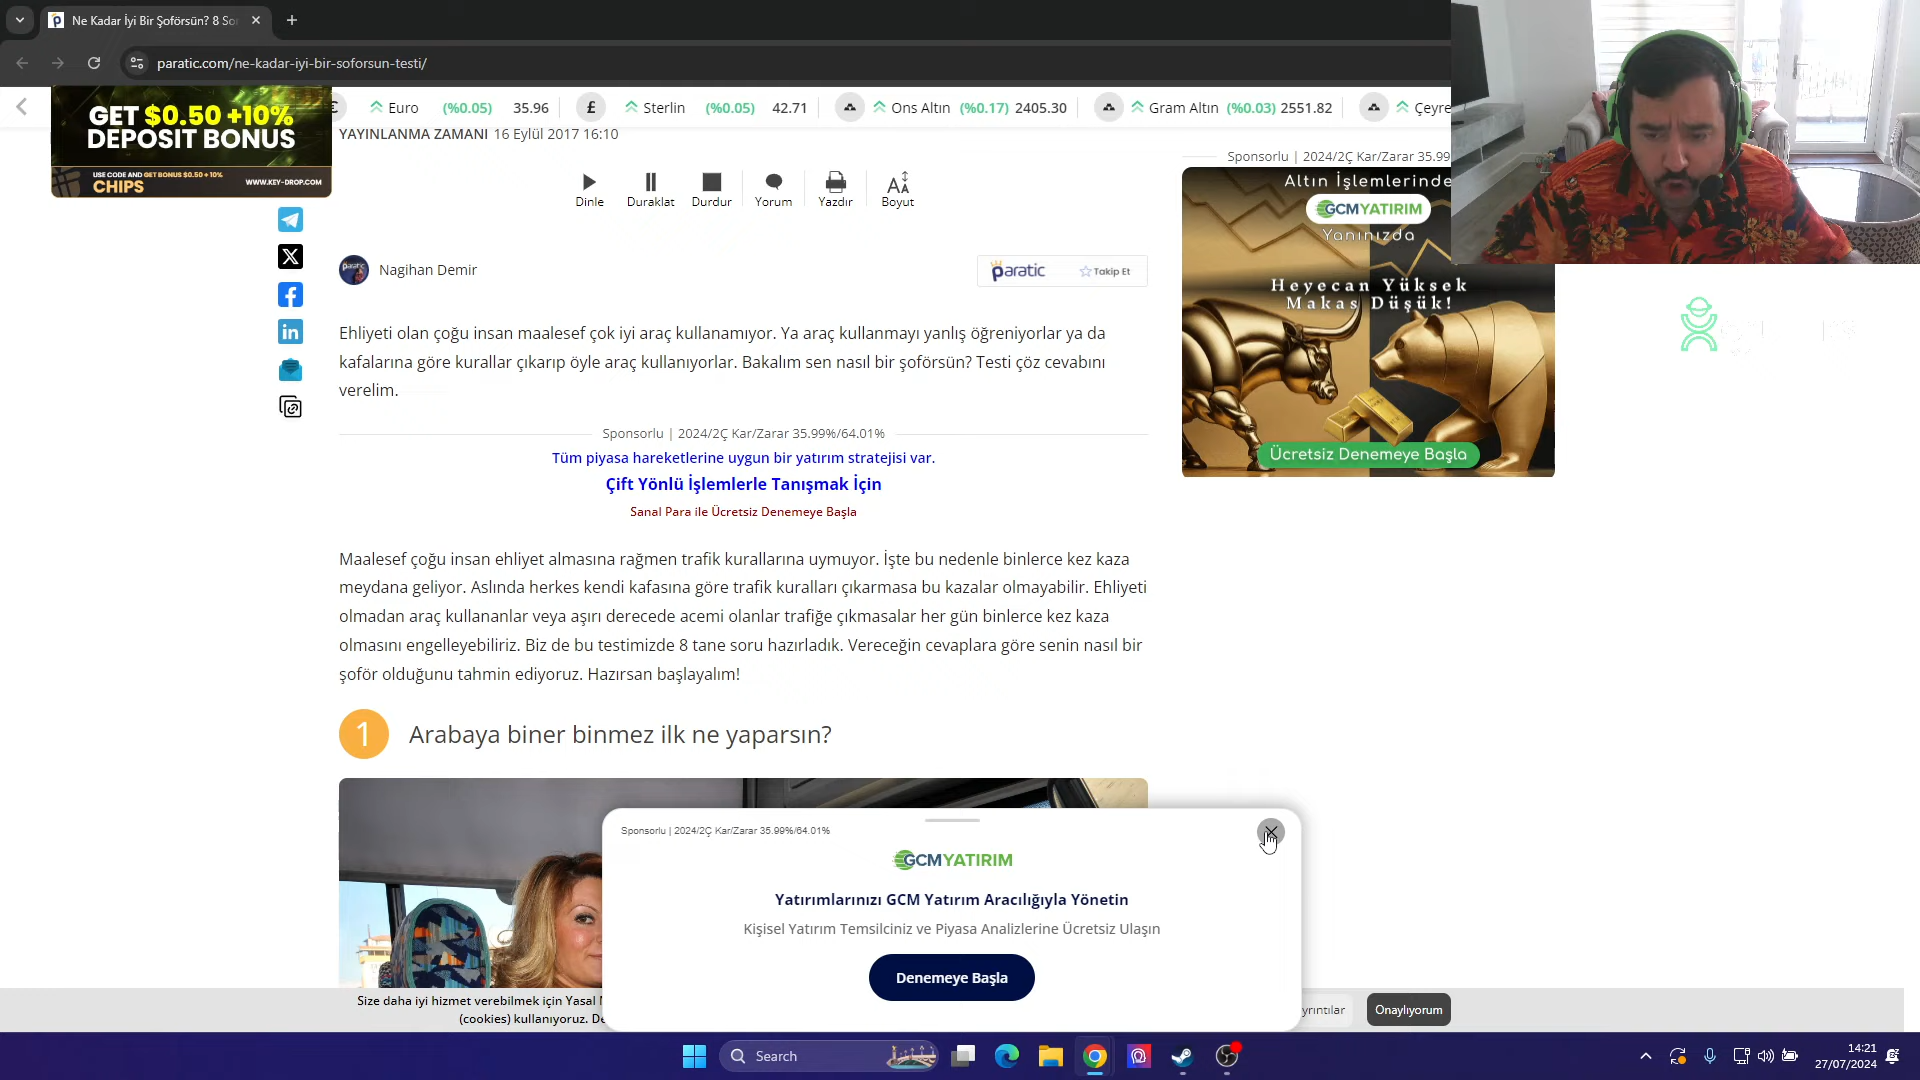 Ne Kadar İyi Bir Şoförsün? 8 So
paratic.com/ne-kadar-iyi-bir-soforsun-testi/
€ Euro (%0.05) 35.96 £ Sterlin (%0.05) 42.71 Ons Altın (%0.17) 2405.30 Gram Altın (%0.03) 2551.82 Çeyre
GET $0.50 +10%
DEPOSIT BONUS
USE CODE AND GET BONUS $0.50 + 10%
CHIPS
WWW.KEY-DROP.COM
YAYINLANMA ZAMANI 16 Eylül 2017 16:10
Dinle Duraklat Durdur Yorum Yazdır Boyut
Nagihan Demir
paratic Takip Et
Ehliyeti olan çoğu insan maalesef çok iyi araç kullanamıyor. Ya araç kullanmayı yanlış öğreniyorlar ya da
kafalarına göre kurallar çıkarıp öyle araç kullanıyorlar. Bakalım sen nasıl bir şoförsün? Testi çöz cevabını
verelim.
Sponsorlu | 2024/2Ç Kar/Zarar 35.99%/64.01%
Tüm piyasa hareketlerine uygun bir yatırım stratejisi var.
Çift Yönlü İşlemlerle Tanışmak İçin
Sanal Para ile Ücretsiz Denemeye Başla
Maalesef çoğu insan ehliyet almasına rağmen trafik kurallarına uymuyor. İşte bu nedenle binlerce kez kaza
meydana geliyor. Aslında herkes kendi kafasına göre trafik kuralları çıkarmasa bu kazalar olmayabilir. Ehliyeti
olmadan araç kullananlar veya aşırı derecede acemi olanlar trafiğe çıkmasalar her gün binlerce kez kaza
olmasını engelleyebiliriz. Biz de bu testimizde 8 tane soru hazırladık. Vereceğin cevaplara göre senin nasıl bir
şoför olduğunu tahmin ediyoruz. Hazırsan başlayalım!
1 Arabaya biner binmez ilk ne yaparsın?
Sponsorlu | 2024/2Ç Kar/Zarar 35.99
Altın İşlemlerinde
GCMYATIRIM
Yanınızda
Heyecan Yüksek
Makas Düşük!
Ücretsiz Denemeye Başla
Sponsorlu | 2024/2Ç Kar/Zarar 35.99%/64.01%
GCMYATIRIM
Yatırımlarınızı GCM Yatırım Aracılığıyla Yönetin
Kişisel Yatırım Temsilciniz ve Piyasa Analizlerine Ücretsiz Ulaşın
Denemeye Başla
Size daha iyi hizmet verebilmek için Yasal
(cookies) kullanıyoruz. De
yrıntılar
Onaylıyorum
Search
14:21
27/07/2024